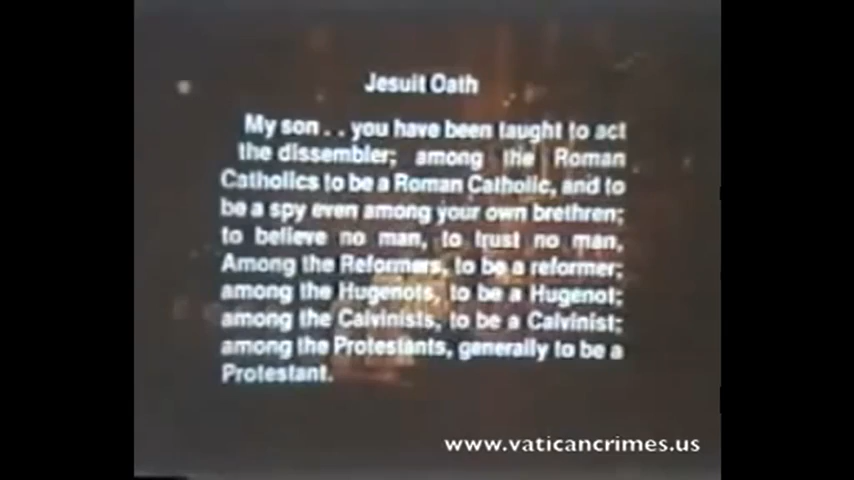 Jesuit Oath
My son . . you have been taught to act
the dissembler; among the Roman
Catholics to be a Roman Catholic, and to
be a spy even among your own brethren;
to believe no man, to trust no man,
Among the Reformers, to be a reformer;
among the Hugenots, to be a Hugenot;
among the Calvinists, to be a Calvinist;
among the Protestants, generally to be a
Protestant.
www.vaticancrimes.us